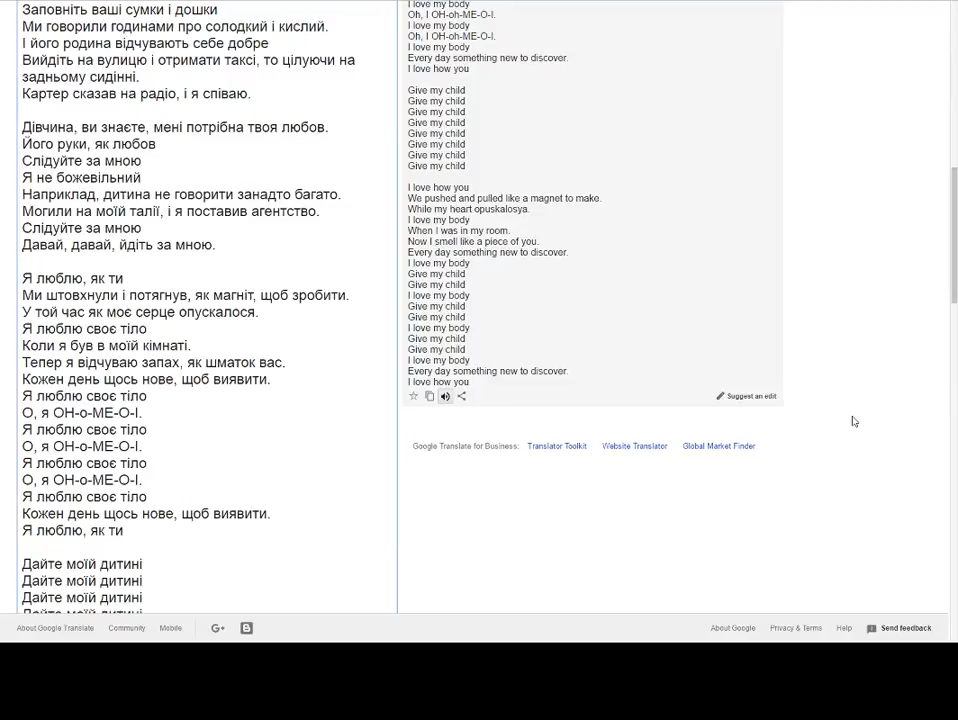 Заповніть ваші сумки і дошки
Ми говорили годинами про солодкий і кислий.
І його родина відчувають себе добре
Вийдіть на вулицю і отримати таксі, то цілуючи на
задньому сидінні.
Картер сказав на радіо, і я співаю.
Дівчина, ви знаєте, мені потрібна твоя любов.
Його руки, як любов
Слідуйте за мною
Я не божевільний
Наприклад, дитина не говорити занадто багато.
Могили на моїй талії, і я поставив агентство.
Слідуйте за мною
Давай, давай, йдіть за мною.
Я люблю, як ти
Ми штовхнули і потягнув, як магніт, щоб зробити.
У той час як моє серце опускалося.
Я люблю своє тіло
Коли я був в моїй кімнаті.
Тепер я відчуваю запах, як шматок вас.
Кожен день щось нове, щоб виявити.
Я люблю своє тіло
О, я ОН-о-МЕ-О-І.
Я люблю своє тіло
О, я ОН-о-МЕ-О-І.
Я люблю своє тіло
О, я ОН-о-МЕ-О-І.
Я люблю своє тіло
Кожен день щось нове, щоб виявити.
Я люблю, як ти
Дайте моїй дитині
Дайте моїй дитині
Дайте моїй дитині
Дайте моїй дитині
I love my body
Oh, I OH-oh-ME-O-I.
I love my body
Oh, I OH-oh-ME-O-I.
I love my body
Every day something new to discover.
I love how you
Give my child
Give my child
Give my child
Give my child
Give my child
Give my child
Give my child
Give my child
I love how you
We pushed and pulled like a magnet to make.
While my heart opuskalosya.
I love my body
When I was in my room.
Now I smell like a piece of you.
Every day something new to discover.
I love my body
Give my child
Give my child
I love my body
Give my child
Give my child
I love my body
Give my child
Give my child
I love my body
Every day something new to discover.
I love how you
Suggest an edit
Google Translate for Business: Translator Toolkit Website Translator Global Market Finder
About Google Translate Community Mobile G+ About Google Privacy & Terms Help Send feedback